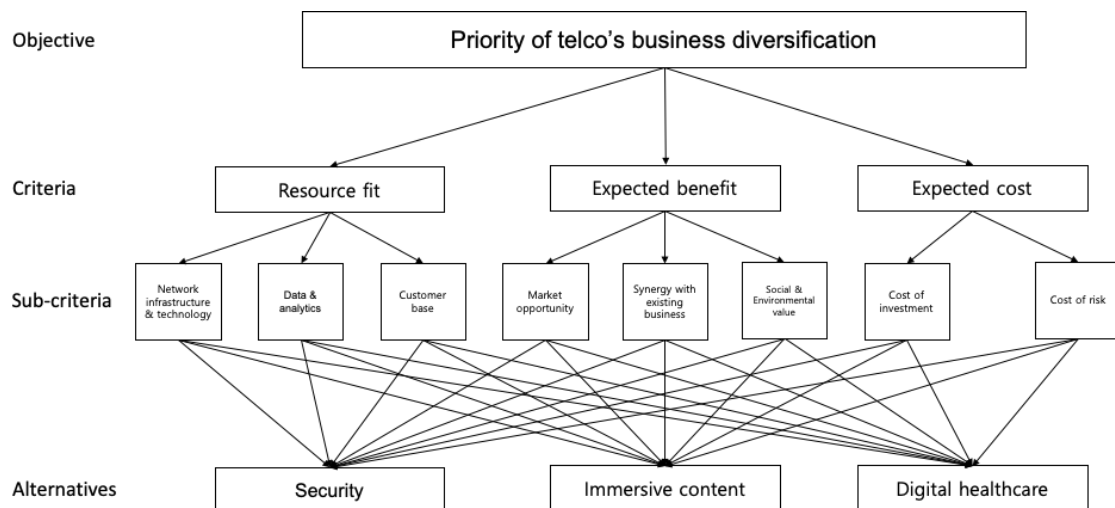 Objective
Priority of telco's business diversification
Criteria
Resource fit
Expected benefit
Expected cost
Sub-criteria
Network
infrastructure
& technology
Data &
analytics
Customer
base
Market
opportunity
Synergy with
existing
business
Social &
Environmental
value
Cost of
investment
Cost of risk
Alternatives
Security
Immersive content
Digital healthcare